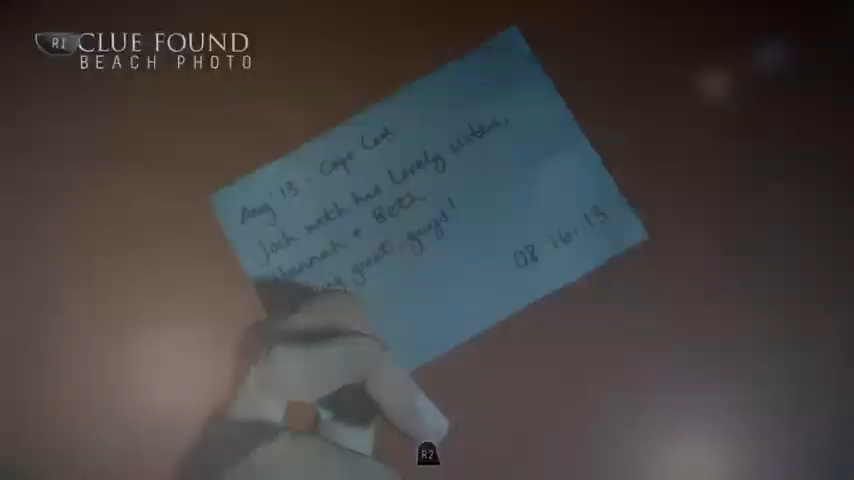 R1 CLUE FOUND
BEACH PHOTO
Aug '13 - Cape Cod
Josh with his lovely sisters,
Hannah + Beth
great guys!
08.16.13
R2